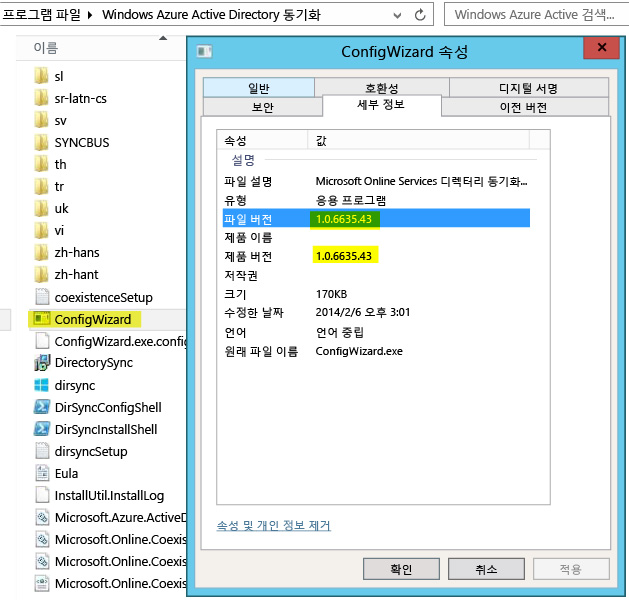 프로그램 파일 Windows Azure Active Directory 동기화
Windows Azure Active 검색...
이름
sl
sr-latn-cs
sv
SYNCBUS
th
tr
uk
vi
zh-hans
zh-hant
coexistenceSetup
ConfigWizard
ConfigWizard.exe.config
DirectorySync
dirsync
DirSyncConfigShell
DirSyncInstallShell
dirsyncSetup
Eula
InstallUtil.InstallLog
Microsoft.Azure.ActiveD
Microsoft.Online.Coexis
Microsoft.Online.Coexis
Microsoft.Online.Coexis
ConfigWizard 속성
일반 호환성 디지털 서명
보안 세부 정보 이전 버전
속성 값
설명
파일 설명 Microsoft Online Services 디렉터리 동기화...
유형 응용 프로그램
파일 버전 1.0.6635.43
제품 이름
제품 버전 1.0.6635.43
저작권
크기 170KB
수정한 날짜 2014/2/6 오후 3:01
언어 언어 중립
원래 파일 이름 ConfigWizard.exe
속성 및 개인 정보 제거
확인 취소 적용